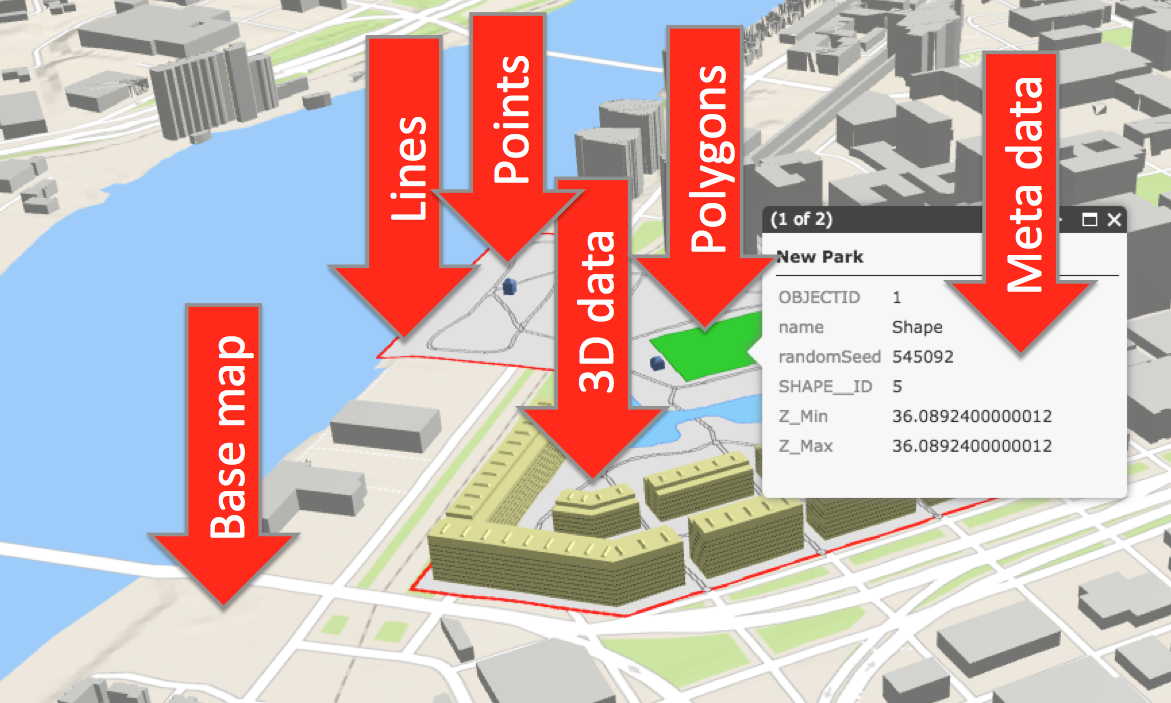 Lines
Points
Polygons
Meta data
3D data
Base map
(1 of 2)
New Park
OBJECTID 1
name Shape
randomSeed 545092
SHAPE__ID 5
Z_Min 36.0892400000012
Z_Max 36.0892400000012